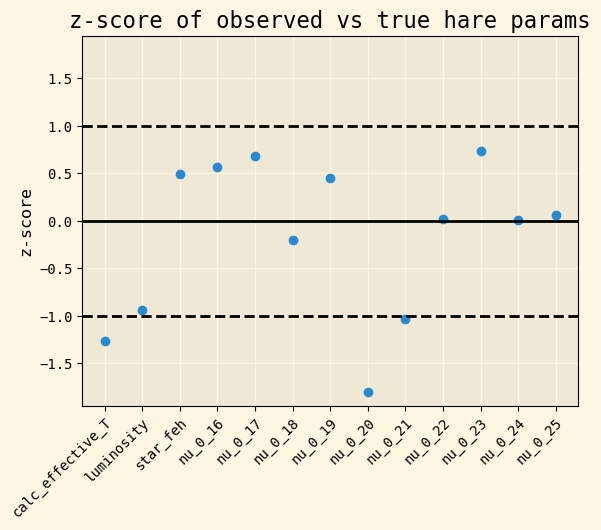 z-score of observed vs true hare params
z-score
1.5
1.0
0.5
0.0
−0.5
−1.0
−1.5
calc_effective_T
luminosity
star_feh
nu_0_16
nu_0_17
nu_0_18
nu_0_19
nu_0_20
nu_0_21
nu_0_22
nu_0_23
nu_0_24
nu_0_25